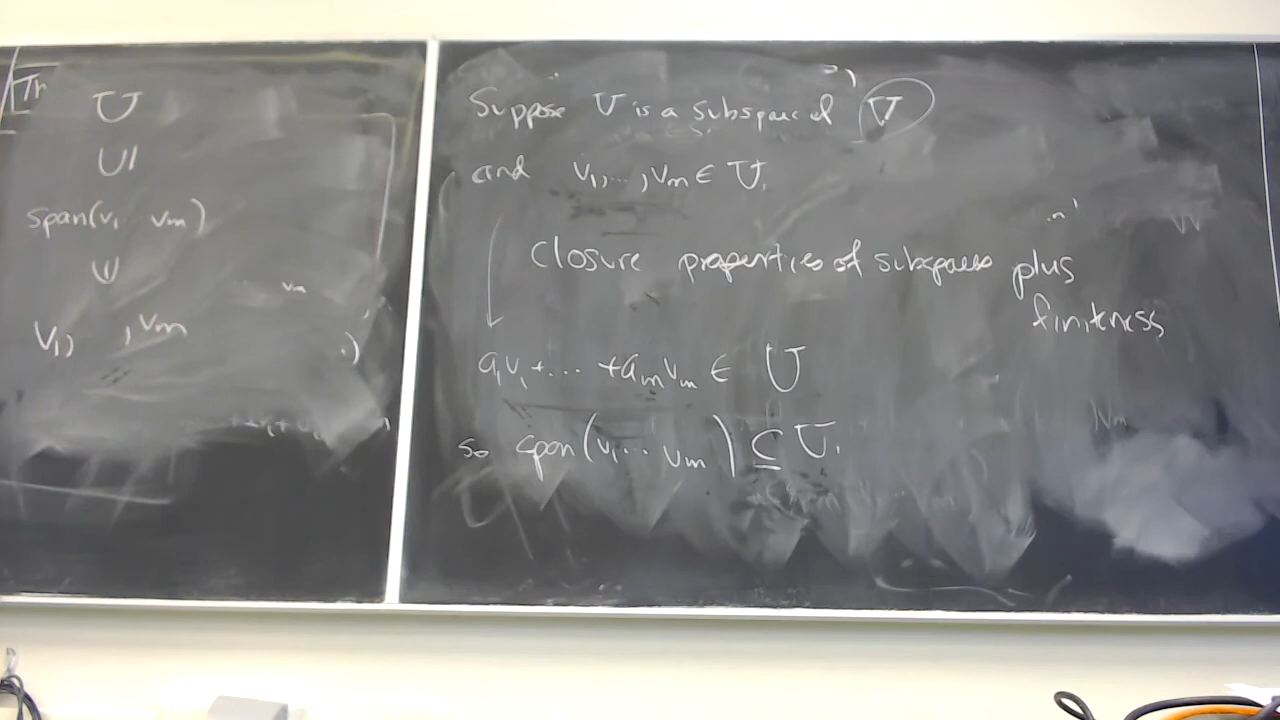 Th
U
U|
span(v₁ vₘ)
Ψ
v₁, , vₘ
vₘ
Suppose U is a subspace of V
and v₁, ..., vₘ ∈ U.
Closure properties of subspaces plus
finiteness
a₁v₁ + ... + aₘvₘ ∈ U
so span(v₁ ... vₘ) ⊆ U.